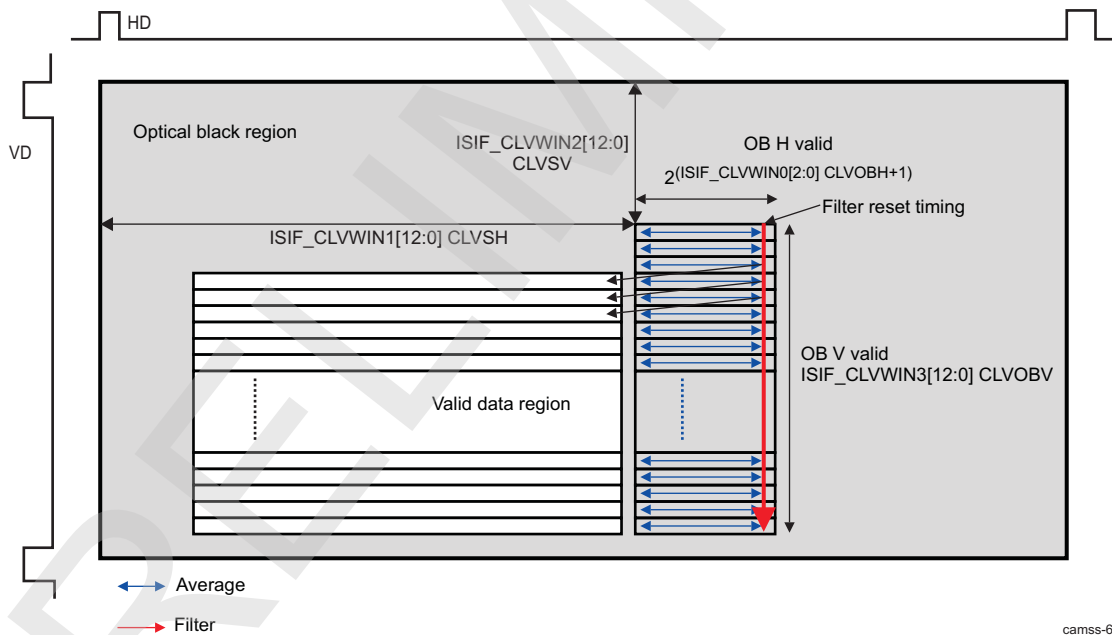 HD
VD
Optical black region
ISIF_CLVWIN2[12:0]
CLVSV
OB H valid
2(ISIF_CLVWIN0[2:0] CLVOBH+1)
Filter reset timing
ISIF_CLVWIN1[12:0] CLVSH
OB V valid
ISIF_CLVWIN3[12:0] CLVOBV
Valid data region
Average
Filter
camss-6